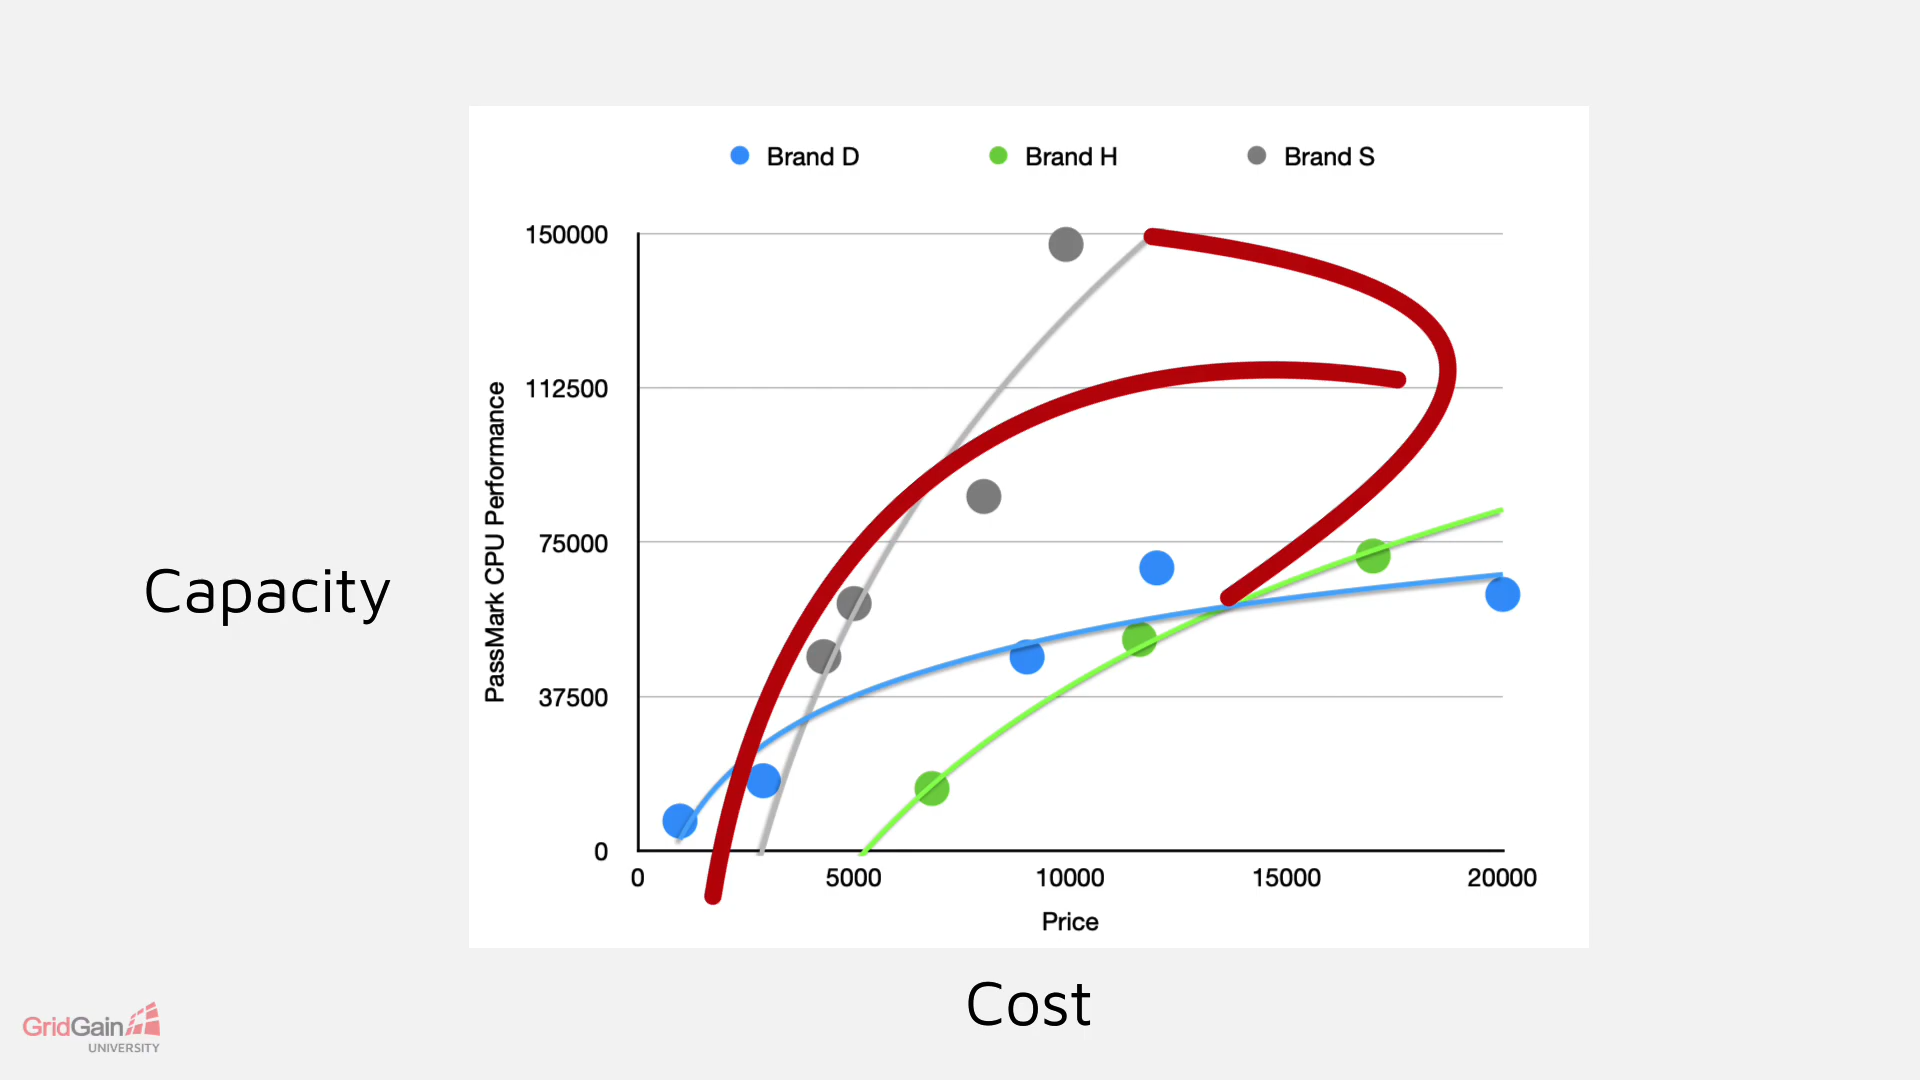 Brand D
Brand H
Brand S
150000
112500
75000
37500
0
PassMark CPU Performance
Capacity
0
5000
10000
15000
20000
Price
Cost
GridGain
UNIVERSITY